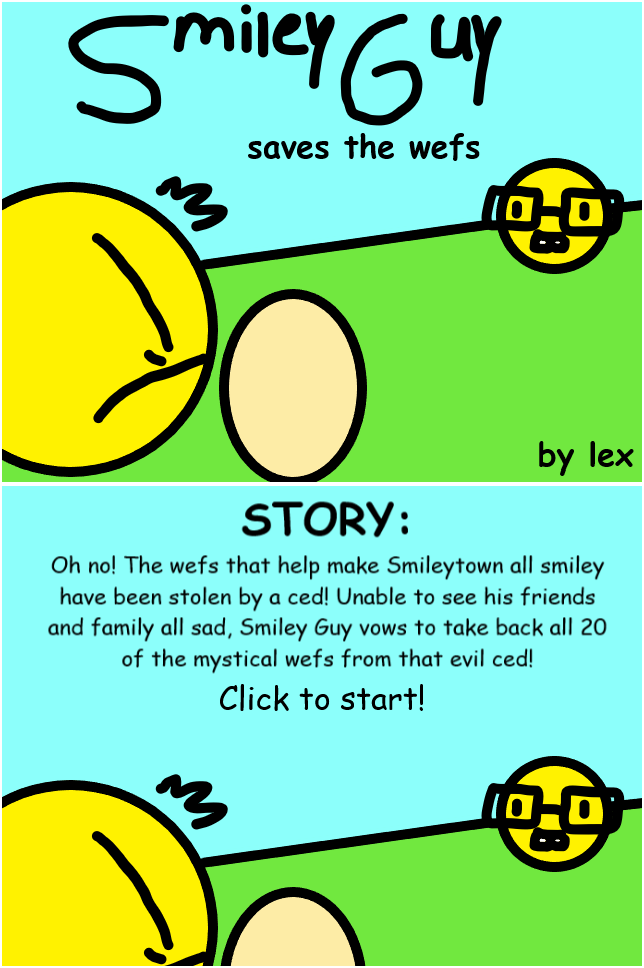 Smiley Guy
saves the wefs
by lex
STORY:
Oh no! The wefs that help make Smileytown all smiley
have been stolen by a ced! Unable to see his friends
and family all sad, Smiley Guy vows to take back all 20
of the mystical wefs from that evil ced!
Click to start!